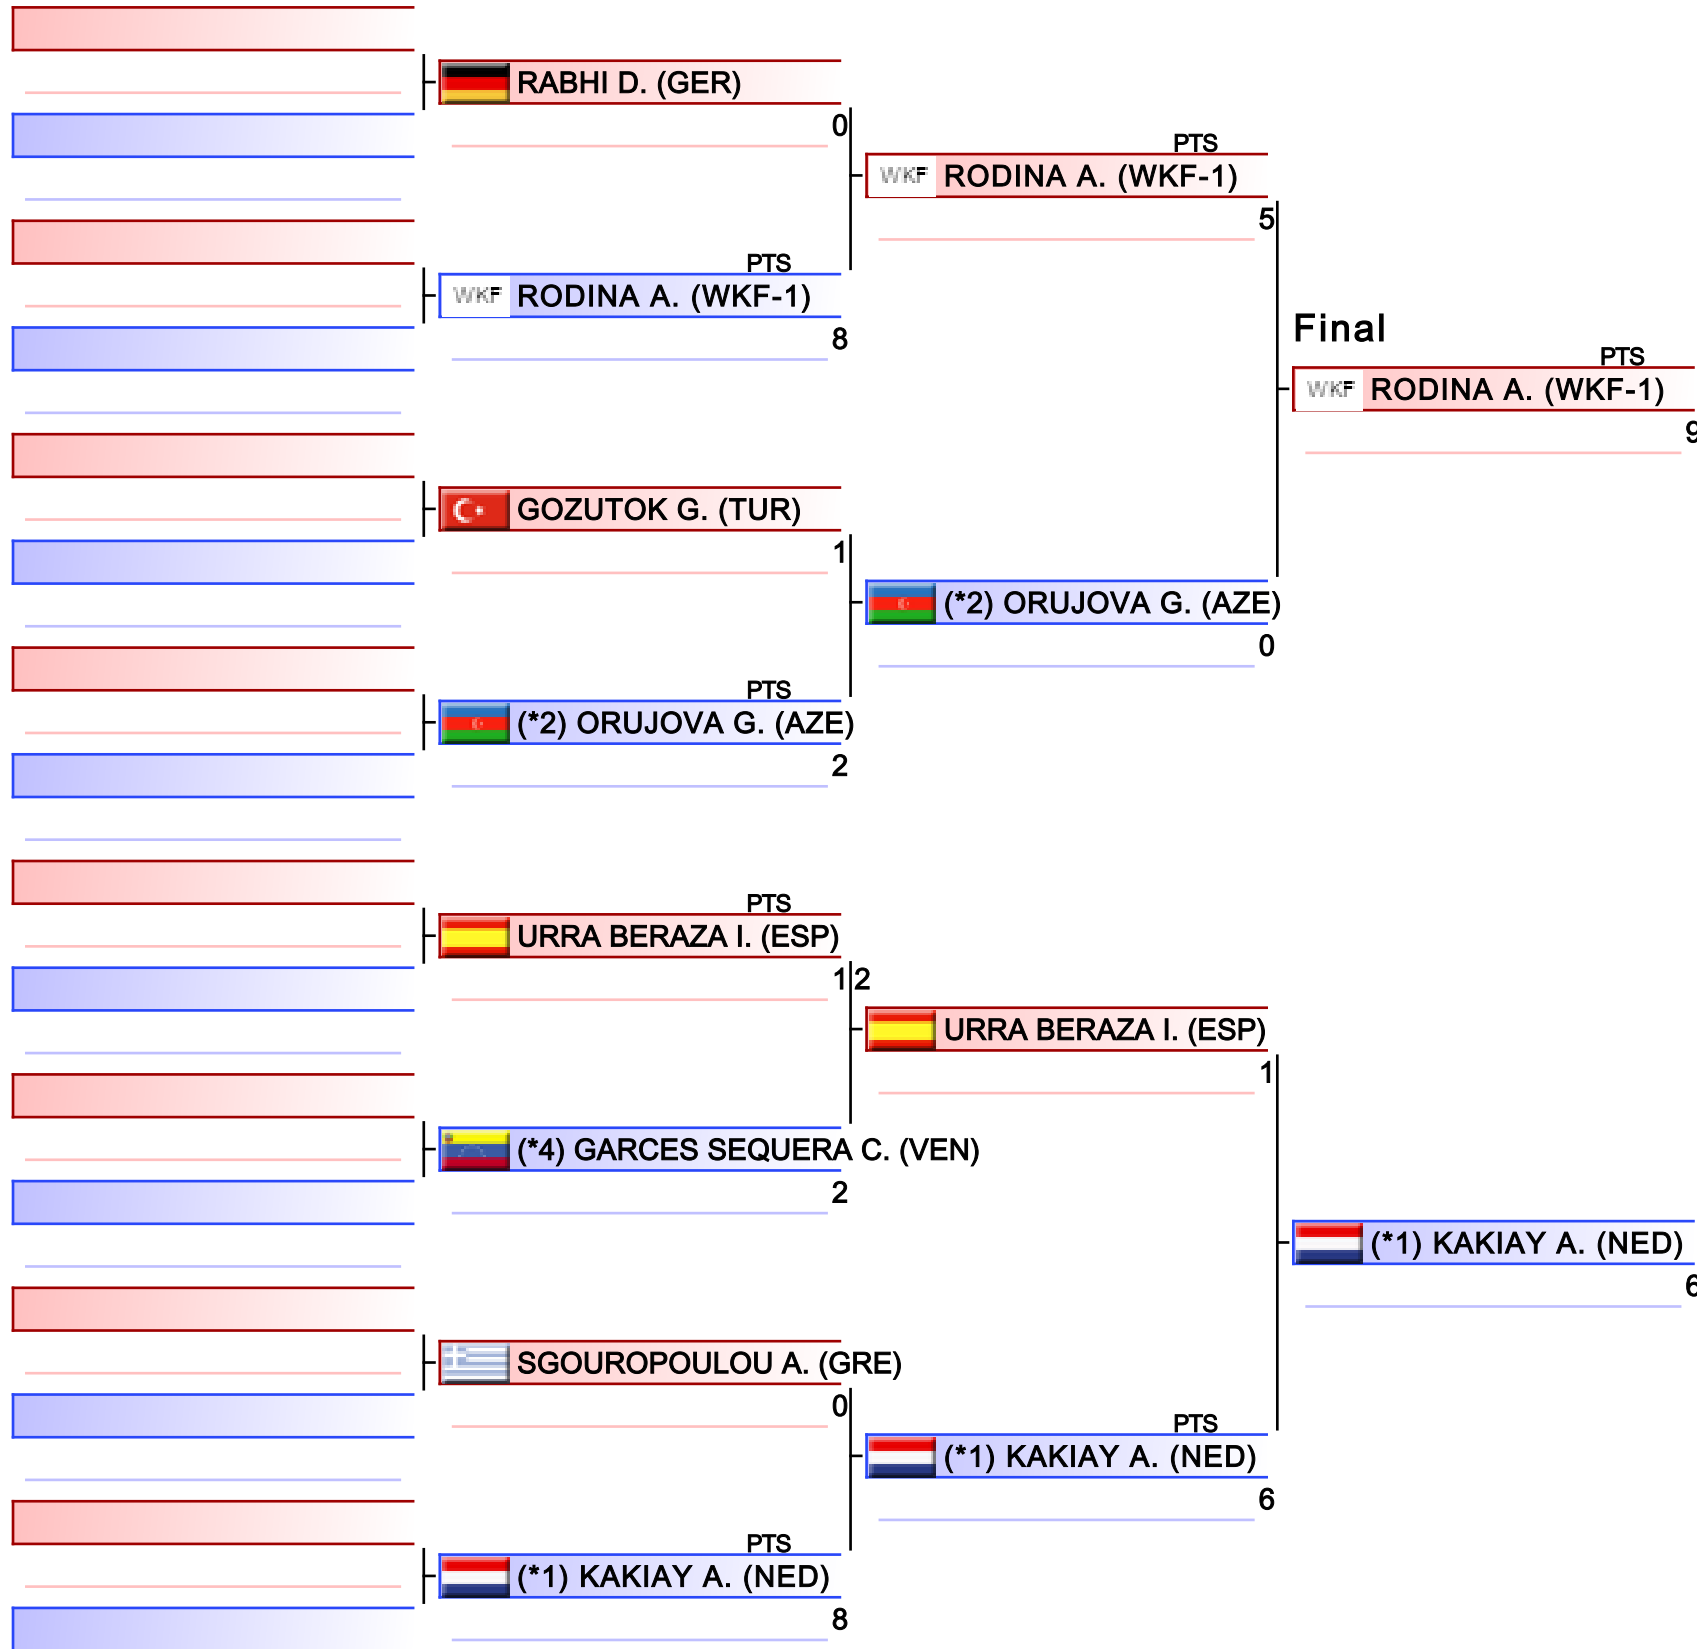 RABHI D. (GER)
0
PTS
WKF RODINA A. (WKF-1)
8
GOZUTOK G. (TUR)
1
PTS
(*2) ORUJOVA G. (AZE)
2
PTS
URRA BERAZA I. (ESP)
12
(*4) GARCES SEQUERA C. (VEN)
2
SGOUROPOULOU A. (GRE)
0
PTS
(*1) KAKIAY A. (NED)
8
PTS
WKF RODINA A. (WKF-1)
5
(*2) ORUJOVA G. (AZE)
0
URRA BERAZA I. (ESP)
1
PTS
(*1) KAKIAY A. (NED)
6
Final
PTS
WKF RODINA A. (WKF-1)
9
(*1) KAKIAY A. (NED)
6